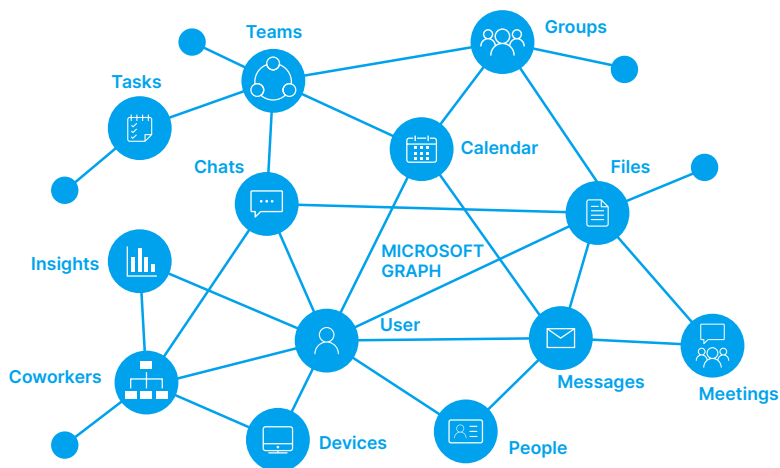 Teams
Groups
Tasks
Calendar
Chats
Files
MICROSOFT
GRAPH
Insights
User
Coworkers
Messages
Meetings
Devices
People